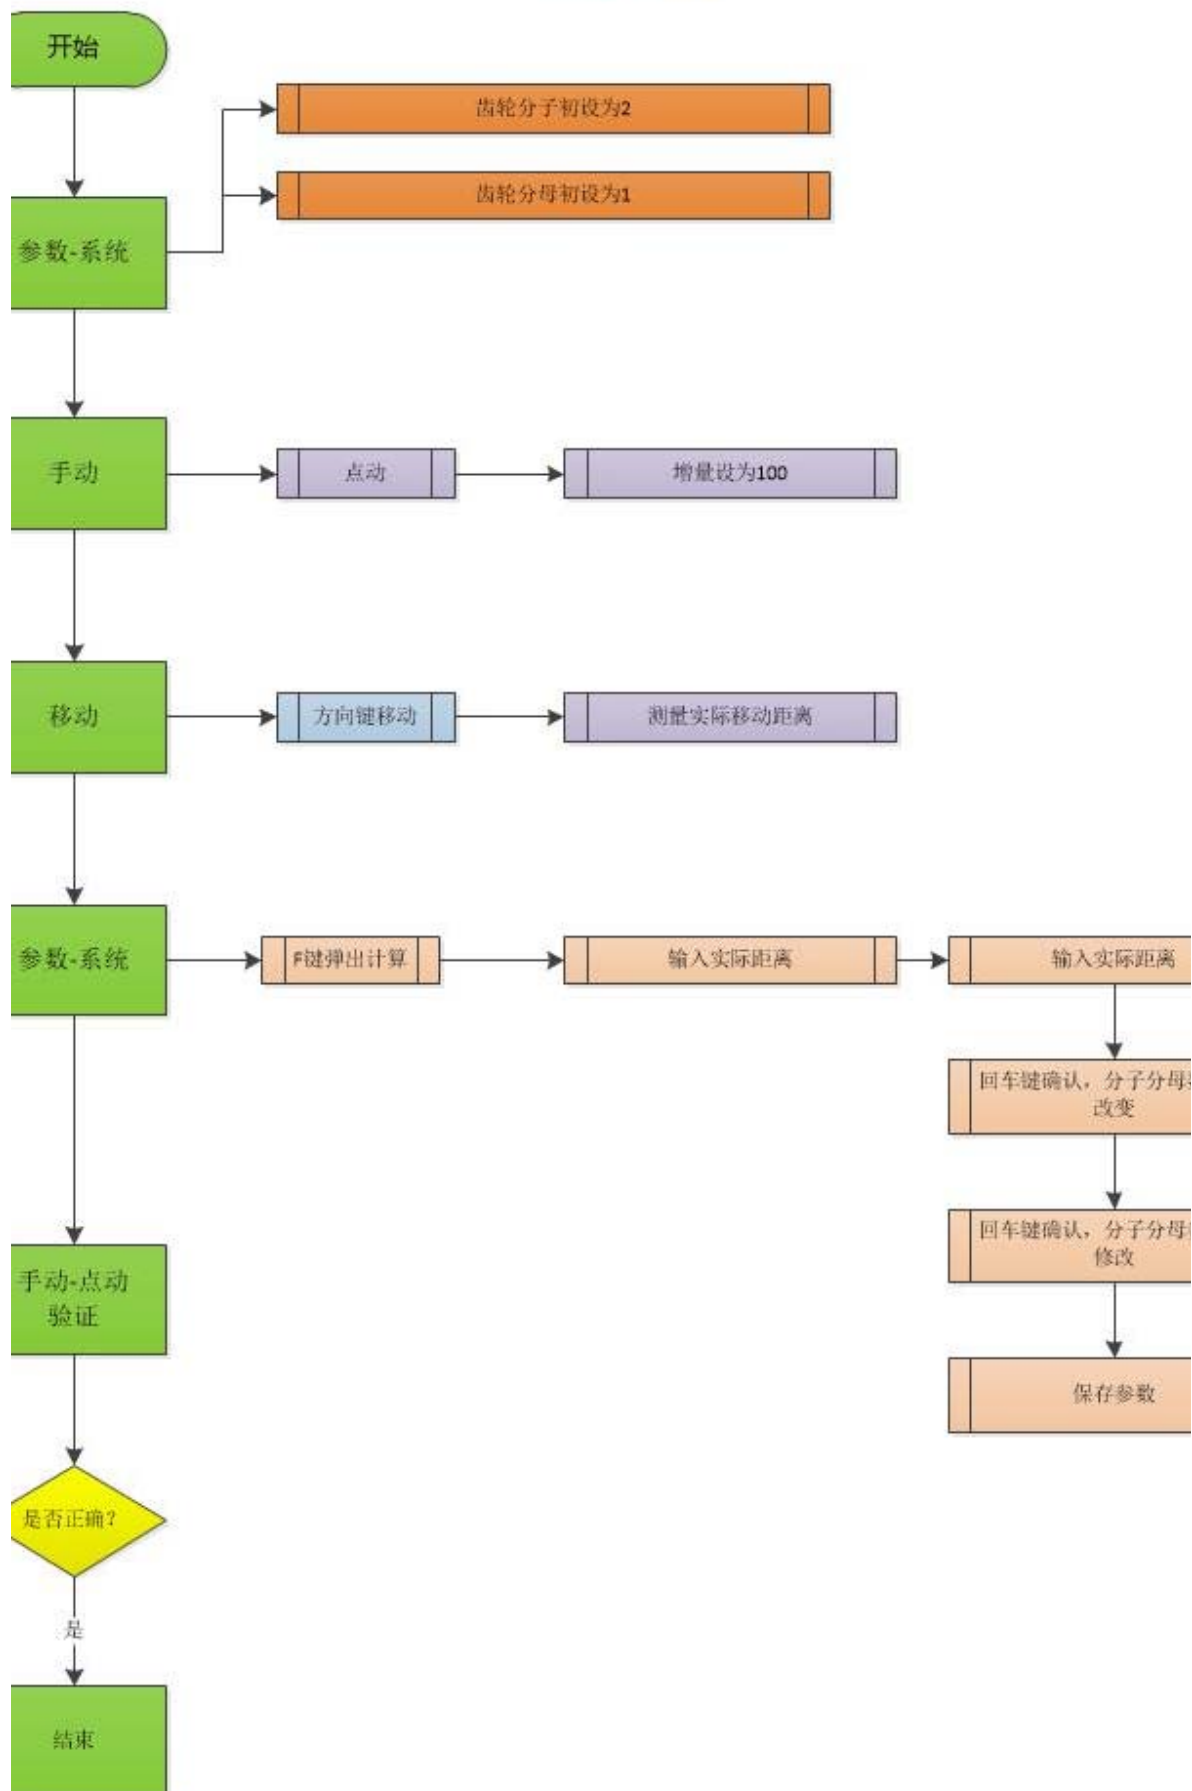 开始
齿轮分子初设为2
齿轮分母初设为1
参数-系统
手动
点动
增量设为100
移动
方向键移动
测量实际移动距离
参数-系统
F键弹出计算
输入实际距离
输入实际距离
回车键确认，分子分母
改变
回车键确认，分子分母
修改
保存参数
手动-点动
验证
是否正确？
是
结束